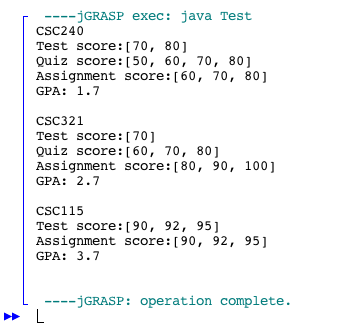 ----jGRASP exec: java Test
CSC240
Test score:[70, 80]
Quiz score:[50, 60, 70, 80]
Assignment score:[60, 70, 80]
GPA: 1.7
CSC321
Test score:[70]
Quiz score:[60, 70, 80]
Assignment score:[80, 90, 100]
GPA: 2.7
CSC115
Test score:[90, 92, 95]
Assignment score:[90, 92, 95]
GPA: 3.7
----jGRASP: operation complete.